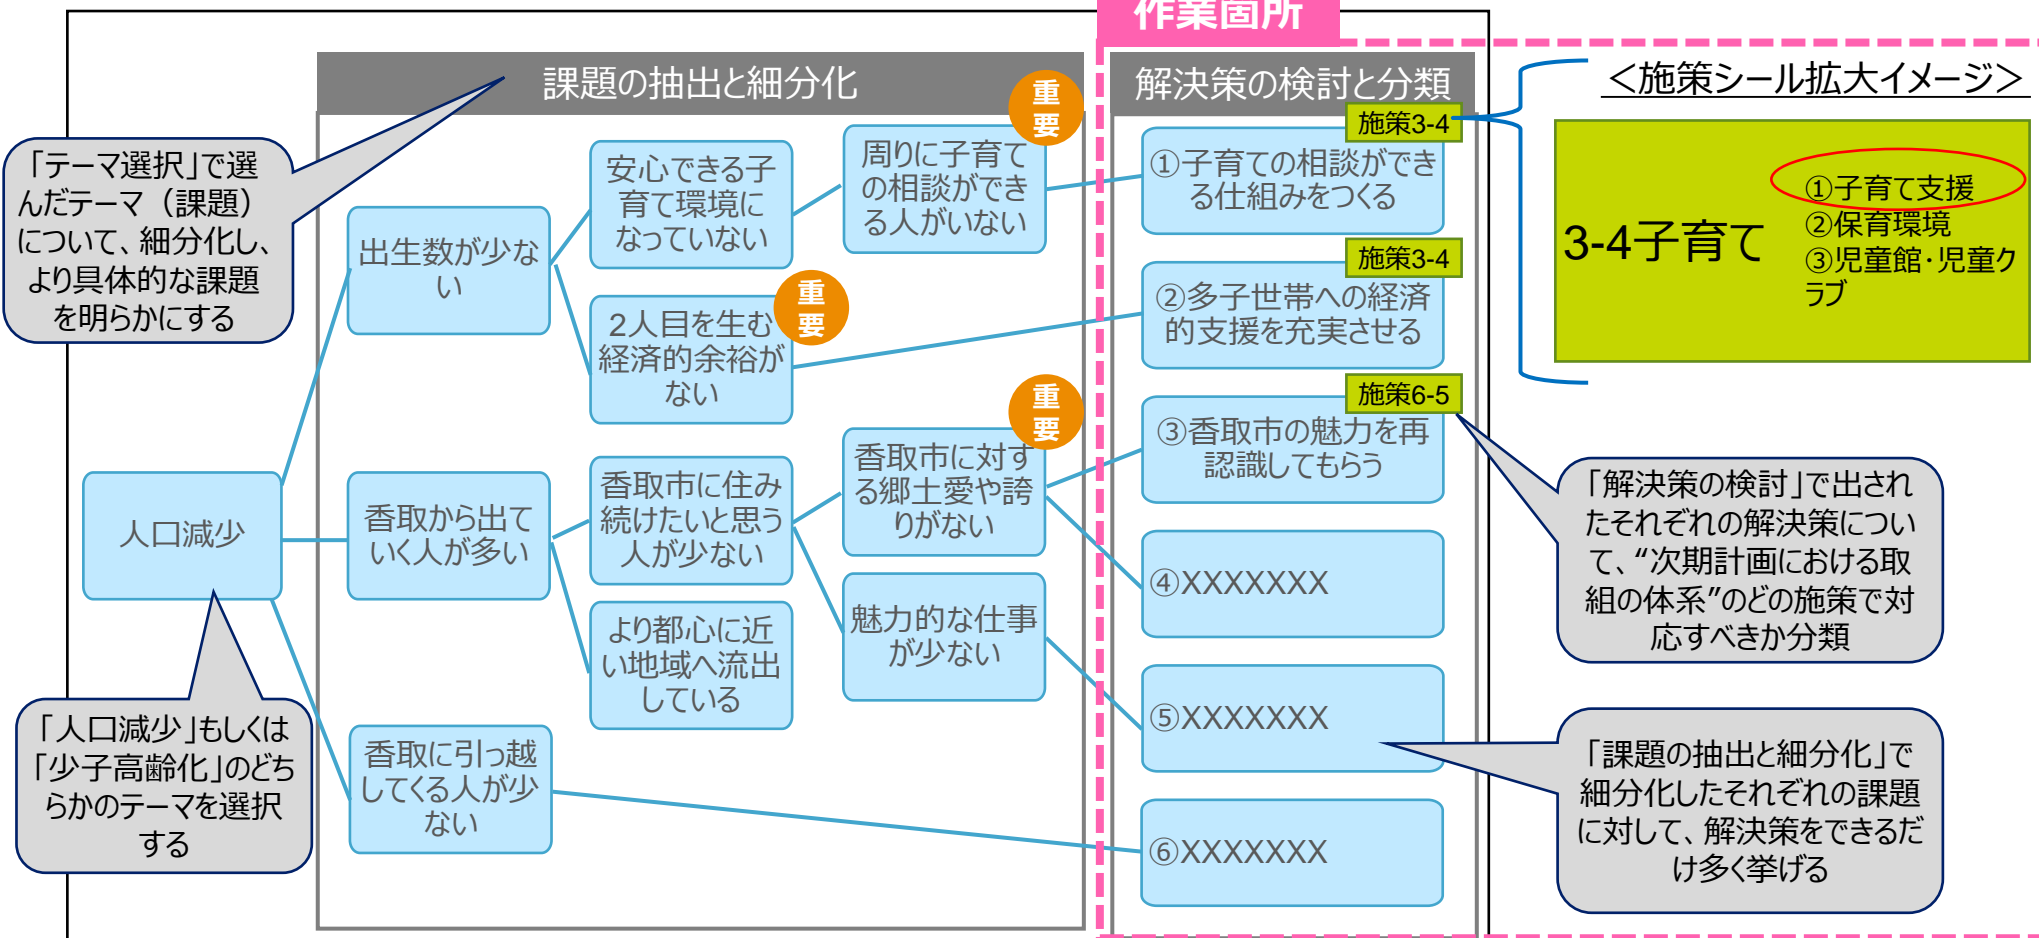 作業箇所
課題の抽出と細分化
解決策の検討と分類
<施策シール拡大イメージ>
「テーマ選択」で選
んだテーマ（課題）
について、細分化し、
より具体的な課題
を明らかにする
人口減少
「人口減少」もしくは
「少子高齢化」のどち
らかのテーマを選択
する
出生数が少な
い
香取から出て
いく人が多い
香取に引っ越
してくる人が少
ない
安心できる子
育て環境に
なっていない
2人目を生む
経済的余裕が
ない
重
要
香取市に住み
続けたいと思う
人が少ない
より都心に近
い地域へ流出
している
周りに子育て
の相談ができ
る人がいない
重
要
香取市に対す
る郷土愛や誇
りがない
重
要
魅力的な仕事
が少ない
施策3-4
①子育ての相談ができ
る仕組みをつくる
施策3-4
②多子世帯への経済
的支援を充実させる
施策6-5
③香取市の魅力を再
認識してもらう
④XXXXXXX
⑤XXXXXXX
⑥XXXXXXX
3-4子育て
①子育て支援
②保育環境
③児童館・児童ク
ラブ
「解決策の検討」で出され
たそれぞれの解決策につい
て、“次期計画における取
組の体系”のどの施策で対
応すべきか分類
「課題の抽出と細分化」で
細分化したそれぞれの課題
に対して、解決策をできるだ
け多く挙げる